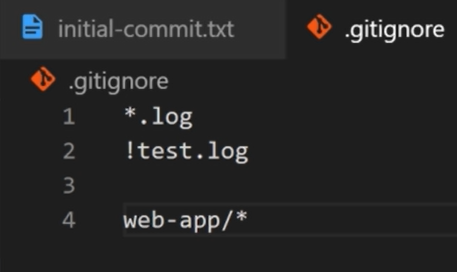 initial-commit.txt .gitignore
.gitignore
1 *.log
2 !test.log
3
4 web-app/*